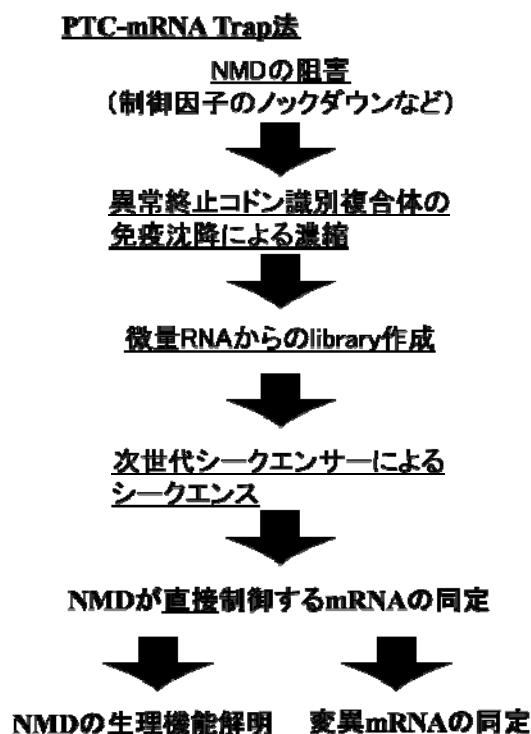 PTC-mRNA Trap法
NMDの阻害
（制御因子のノックダウンなど）
異常終止コドン識別複合体の
免疫沈降による濃縮
微量RNAからのlibrary作成
次世代シークエンサーによる
シークエンス
NMDが直接制御するmRNAの同定
NMDの生理機能解明 変異mRNAの同定